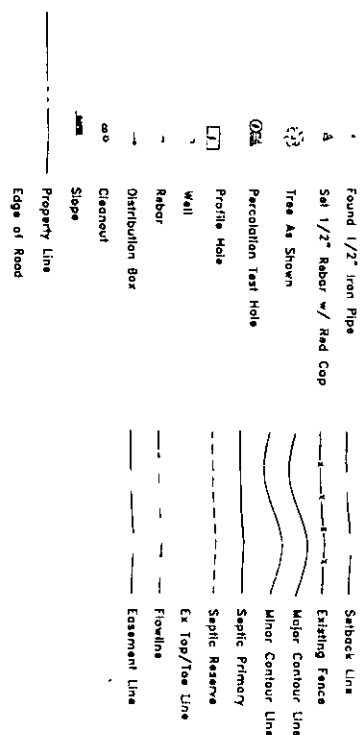 Found 1/2" Iron Pipe
Set 1/2" Rebar w/ Red Cap
Tree As Shown
Percolation Test Hole
Profile Hole
Well
Rebar
Distribution Box
Cleanout
Slope
Property Line
Edge of Road
Setback Line
Existing Fence
Major Contour Line
Minor Contour Line
Septic Primary
Septic Reserve
Ex Top/Toe Line
Flowline
Easement Line